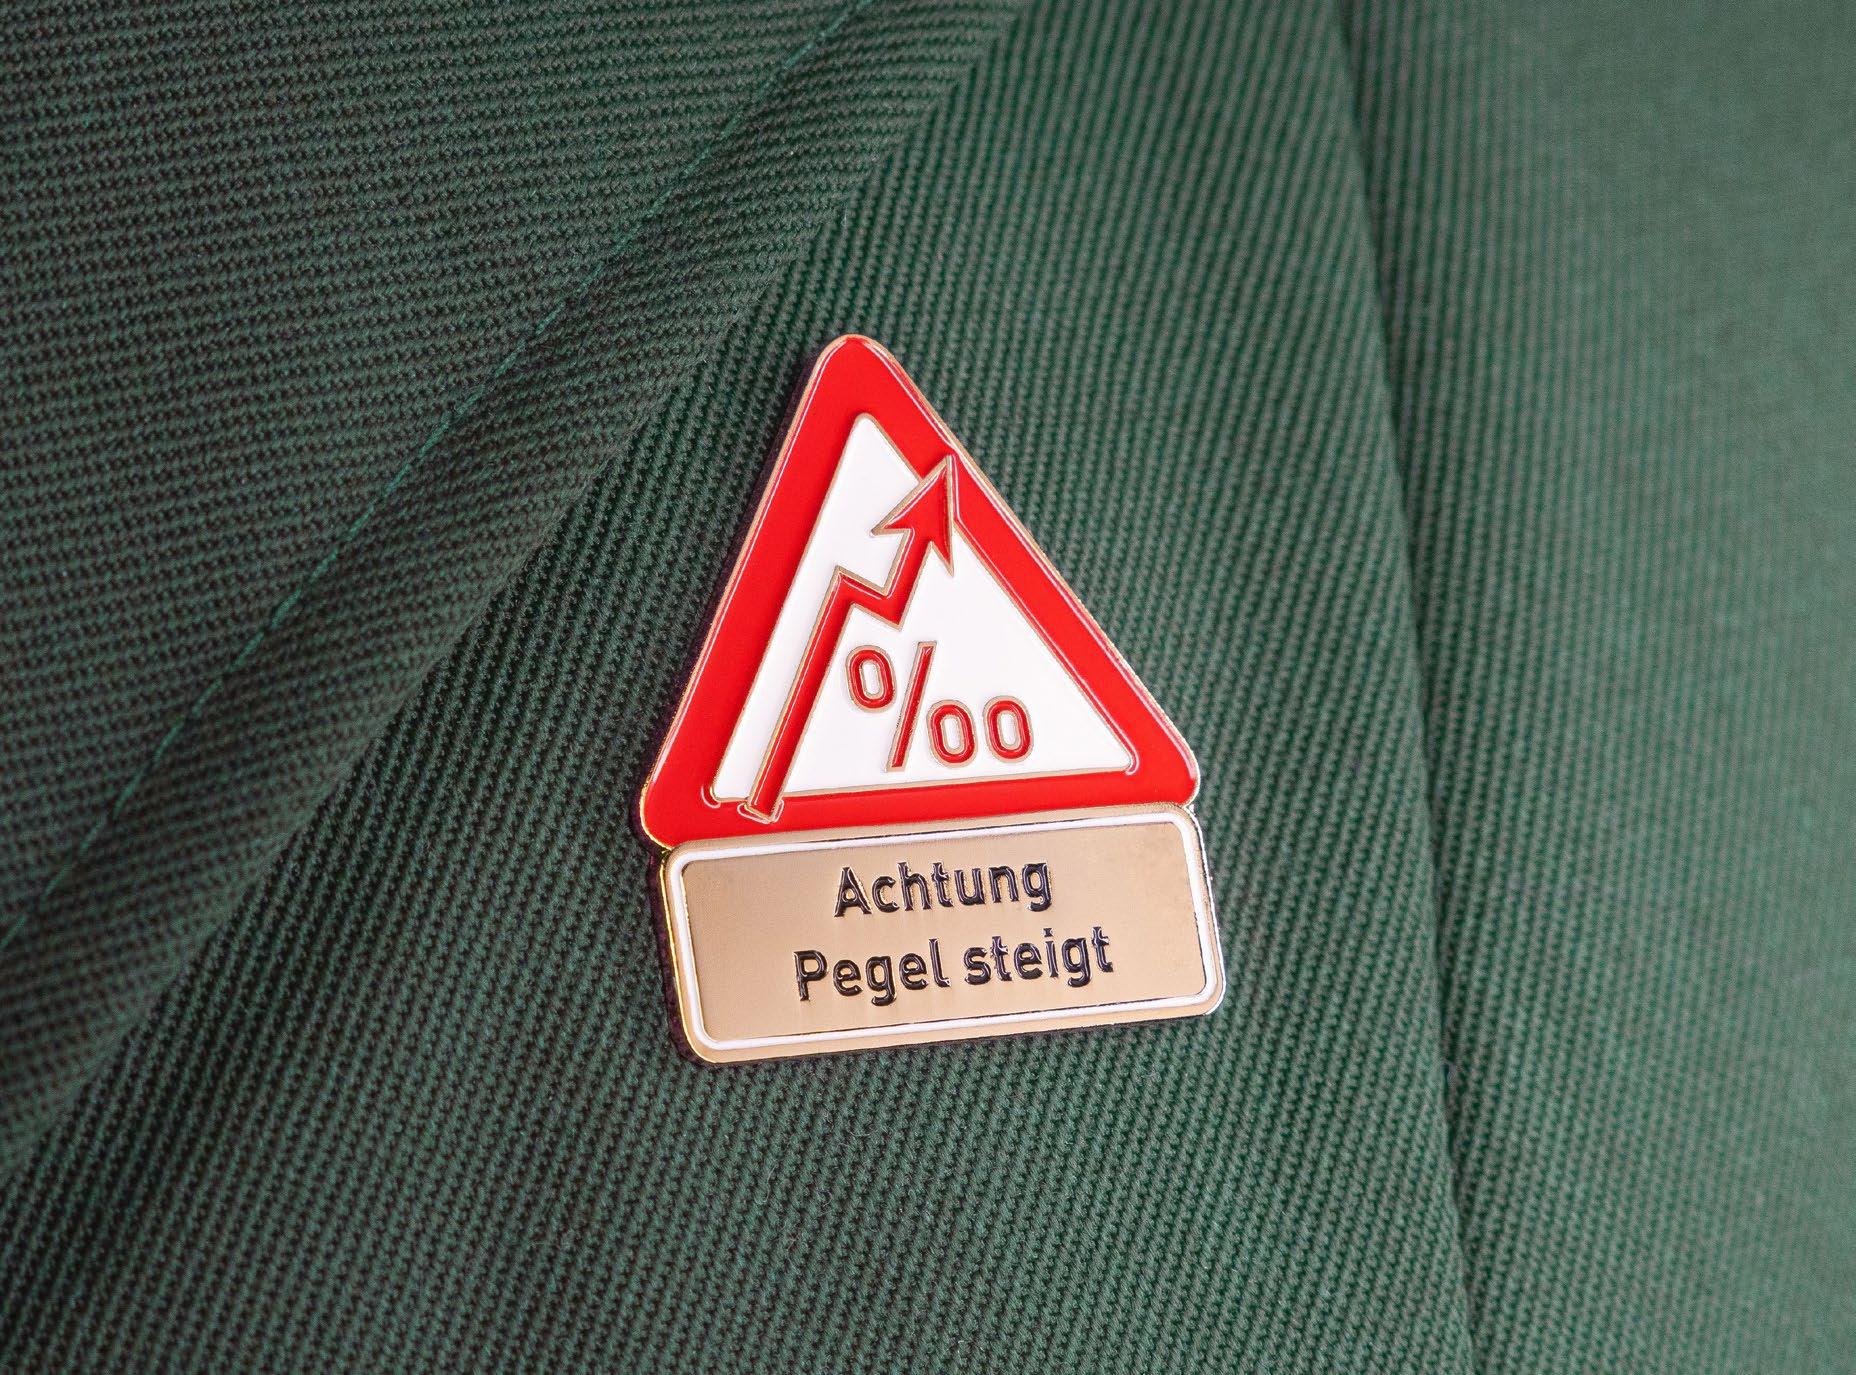 ‰
Achtung
Pegel steigt